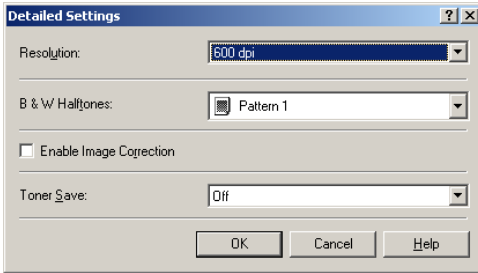 Detailed Settings
Resolution: 600 dpi
B & W Halftones: Pattern 1
Enable Image Correction
Toner Save: Off
OK Cancel Help